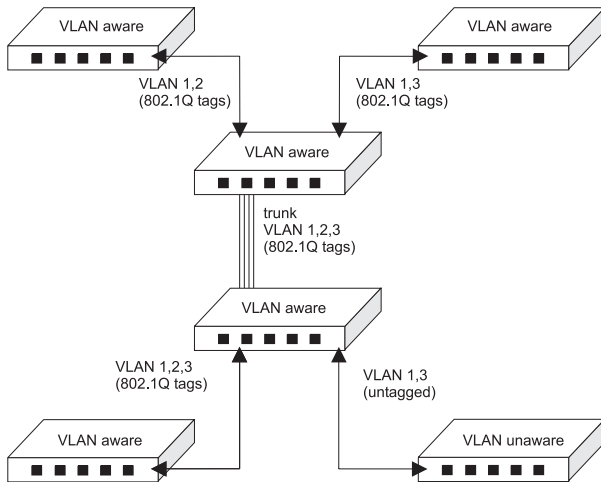 VLAN aware
VLAN aware
VLAN 1,2
(802.1Q tags)
VLAN 1,3
(802.1Q tags)
VLAN aware
trunk
VLAN 1,2,3
(802.1Q tags)
VLAN aware
VLAN 1,2,3
(802.1Q tags)
VLAN 1,3
(untagged)
VLAN aware
VLAN unaware